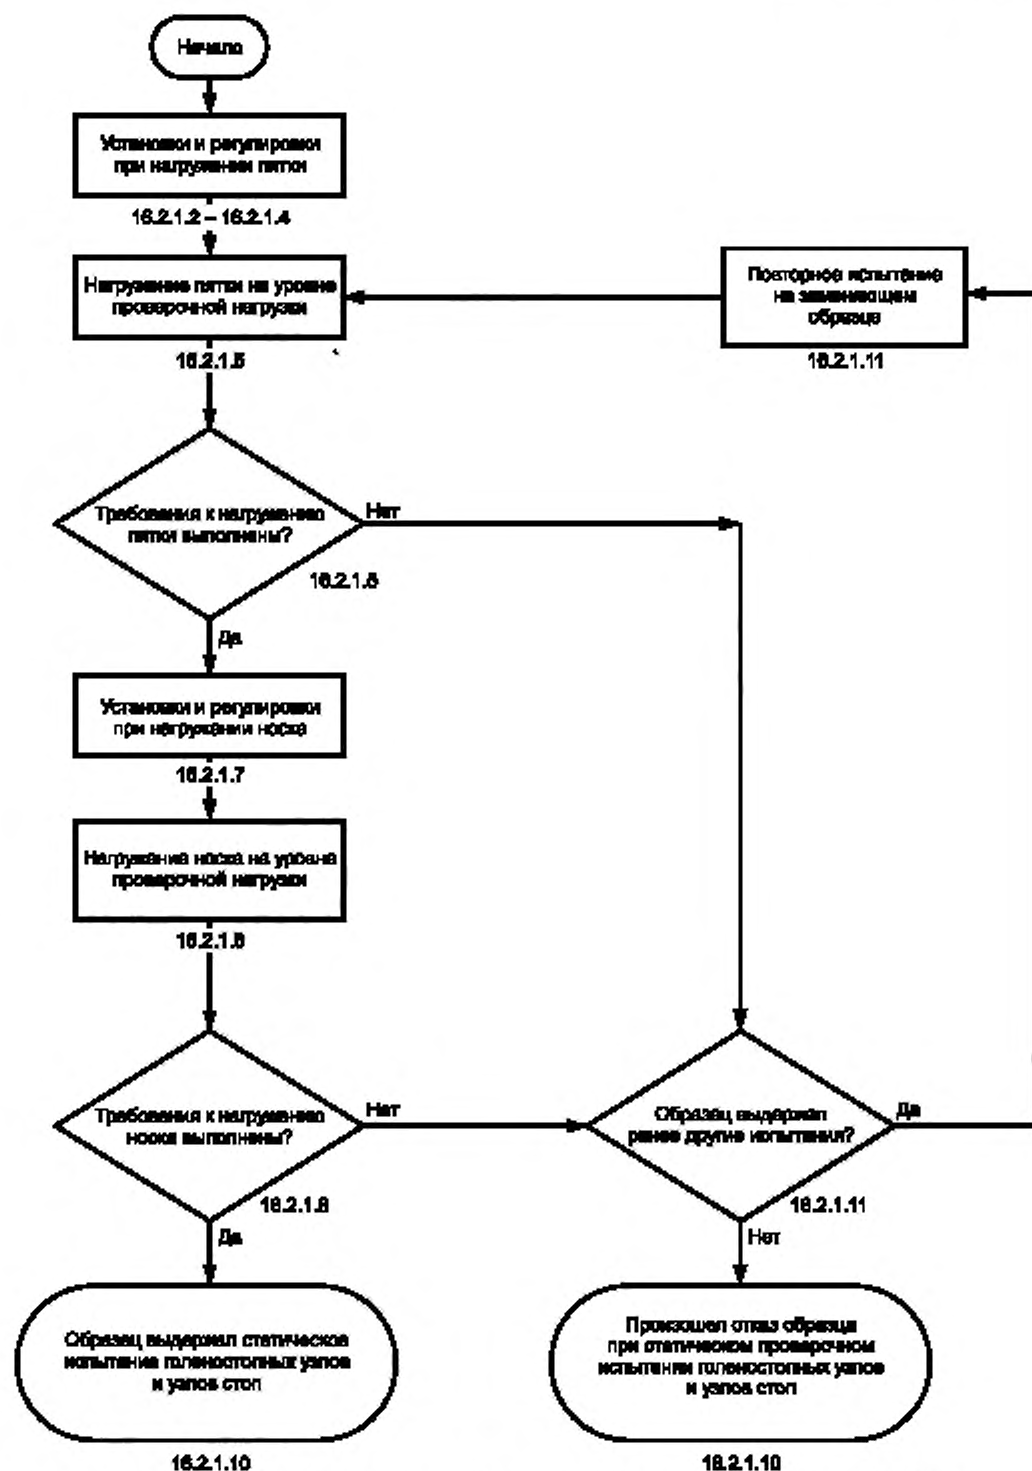 Начало
Установки и регулировки
при нагружении пятки
16.2.1.2 – 16.2.1.4
Нагружение пятки на уровне
проверочной нагрузки
16.2.1.5
Повторное испытание
на заменяющем
образце
16.2.1.11
Требования к нагружению
пятки выполнены?
Нет
16.2.1.6
Да
Установки и регулировки
при нагружении носка
16.2.1.7
Нагружение носка на уровне
проверочной нагрузки
16.2.1.8
Требования к нагружению
носка выполнены?
Нет
Образец выдержал
ранее другие испытания?
Да
16.2.1.11
Да
Нет
Образец выдержал статическое
испытание голеностопных узлов
и узлов стоп
16.2.1.10
Произошел отказ образца
при статическом проверочном
испытании голеностопных узлов
и узлов стоп
16.2.1.10